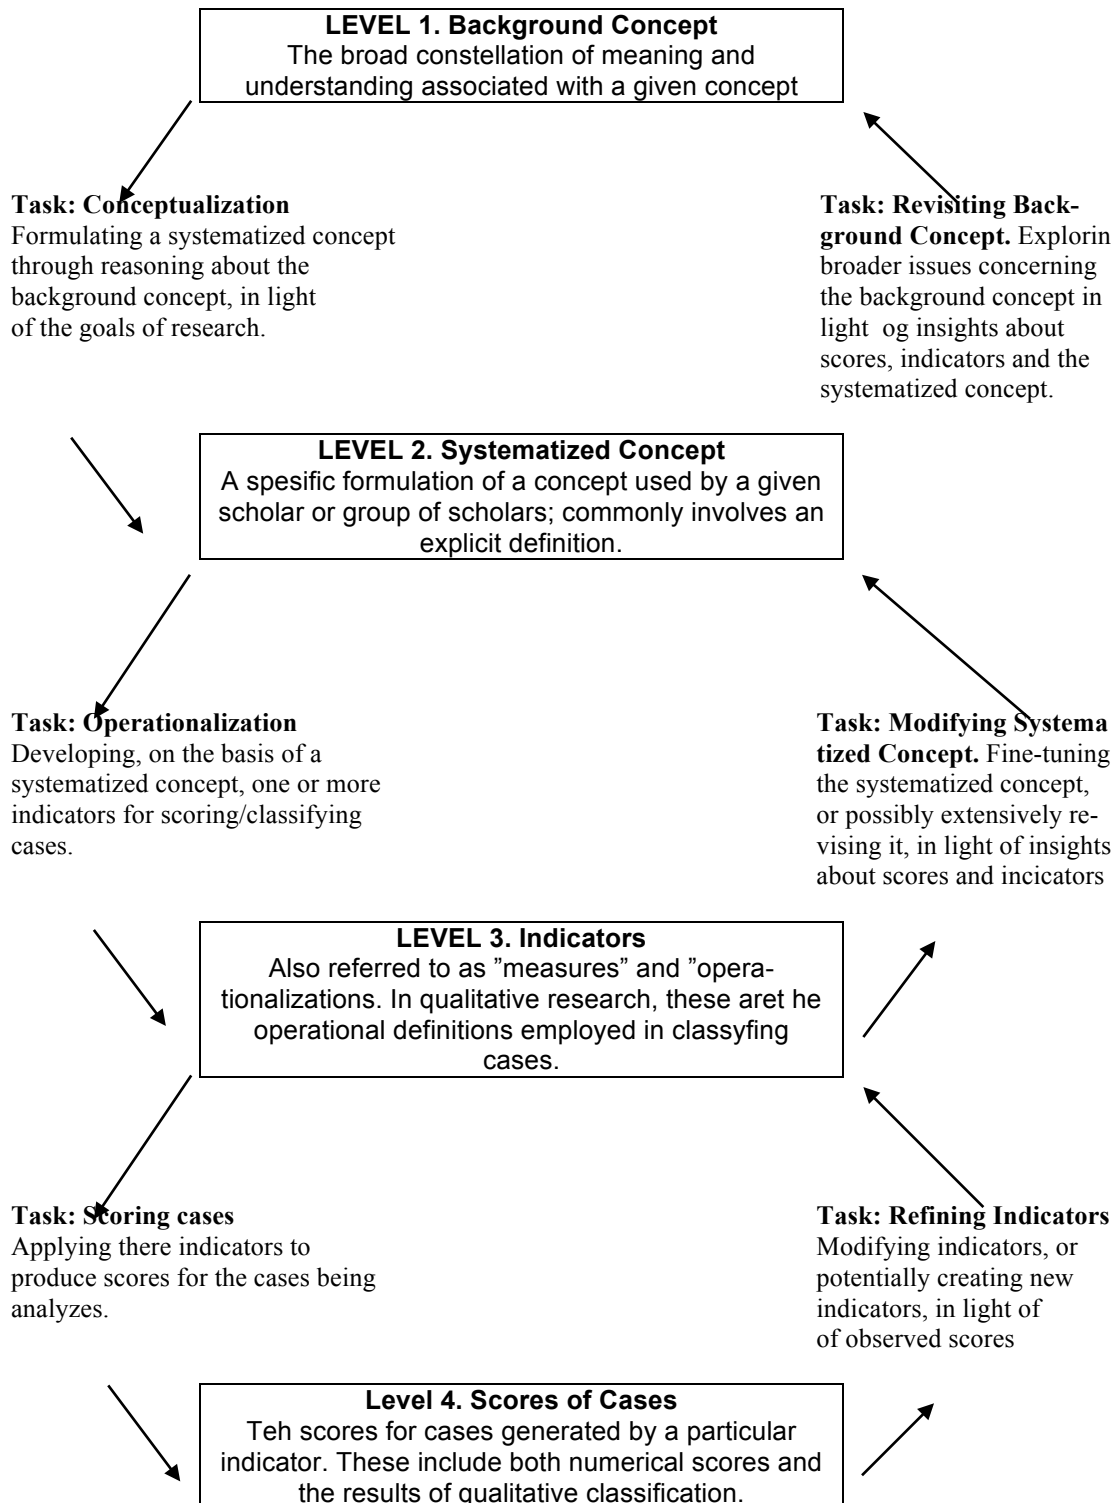 LEVEL 1. Background Concept
The broad constellation of meaning and
understanding associated with a given concept
Task: Conceptualization
Formulating a systematized concept
through reasoning about the
background concept, in light
of the goals of research.
Task: Revisiting Back-
ground Concept. Explorin
broader issues concerning
the background concept in
light  og insights about
scores, indicators and the
systematized concept.
LEVEL 2. Systematized Concept
A spesific formulation of a concept used by a given
scholar or group of scholars; commonly involves an
explicit definition.
Task: Operationalization
Developing, on the basis of a
systematized concept, one or more
indicators for scoring/classifying
cases.
Task: Modifying Systema
tized Concept. Fine-tuning
the systematized concept,
or possibly extensively re-
vising it, in light of insights
about scores and incicators
LEVEL 3. Indicators
Also referred to as ”measures” and ”opera-
tionalizations. In qualitative research, these aret he
operational definitions employed in classyfing
cases.
Task: Scoring cases
Applying there indicators to
produce scores for the cases being
analyzes.
Task: Refining Indicators
Modifying indicators, or
potentially creating new
indicators, in light of
of observed scores
Level 4. Scores of Cases
Teh scores for cases generated by a particular
indicator. These include both numerical scores and
the results of qualitative classification.